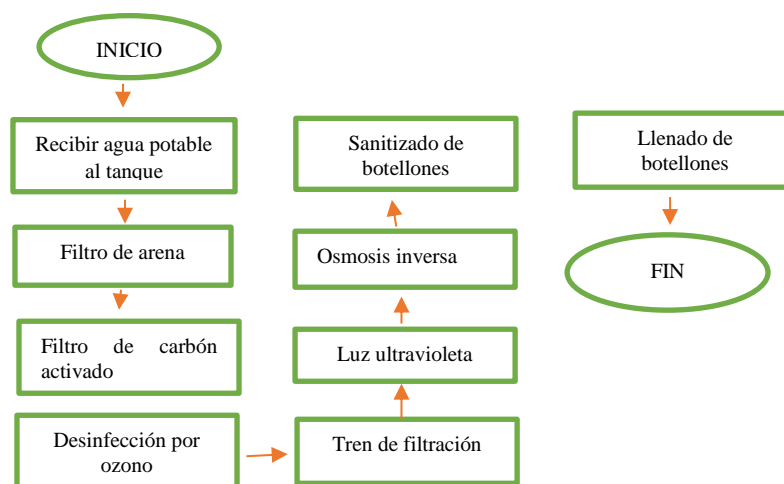 INICIO
Recibir agua potable
al tanque
Filtro de arena
Filtro de carbón
activado
Desinfección por
ozono
Tren de filtración
Luz ultravioleta
Osmosis inversa
Sanitizado de
botellones
Llenado de
botellones
FIN